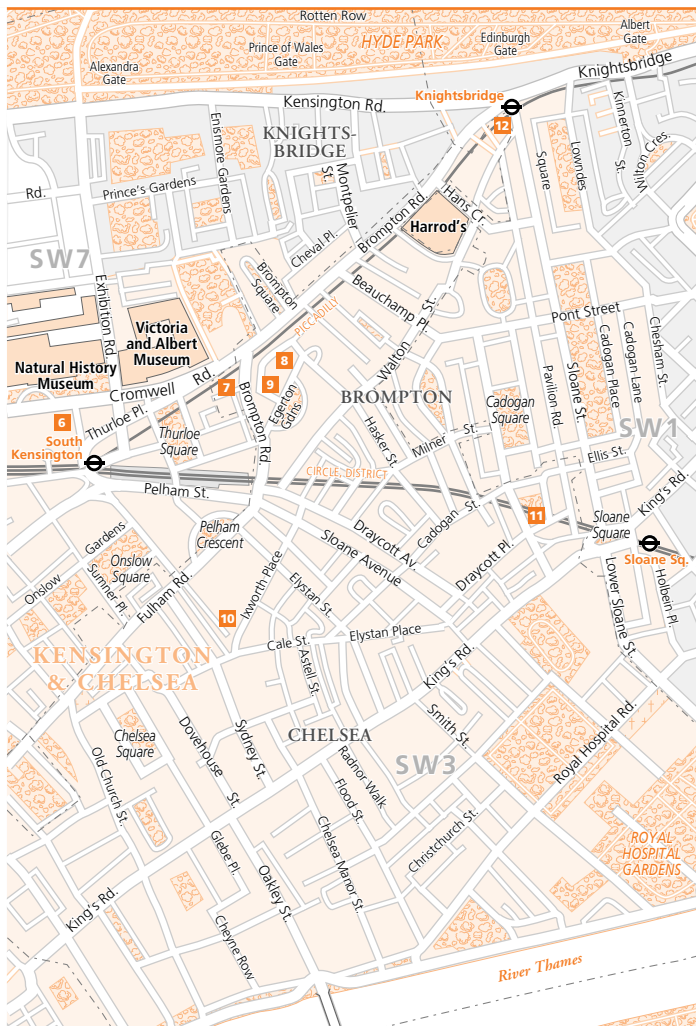 Rotten Row
Albert
Gate
Edinburgh
Gate
HYDE PARK
Prince of Wales
Gate
Alexandra
Gate
Knightsbridge
Knightsbridge
Kensington Rd.
12
KNIGHTS-
BRIDGE
Ennismore Gardens
Kinnerton
St.
Wilton Cres.
Lowndes
Square
Montpelier
St.
Rd.
Prince's Gardens
Hans Cr.
Brompton Rd.
Harrod's
Cheval Pl.
SW7
Exhibition Rd.
Brompton
Square
Beauchamp Pl.
PICCADILLY
Pont Street
Victoria
and Albert
Museum
Natural History
Museum
Walton
St.
Chesham St.
Cadogan Lane
Cadogan Place
Sloane St.
Pavilion Rd.
8
9
7
Cromwell
Rd.
Egerton
Gdns
BROMPTON
Cadogan
Square
Brompton Rd.
Thurloe Pl.
6
South
Kensington
Thurloe
Square
Hasker St.
Milner
St.
SW1
Ellis St.
CIRCLE, DISTRICT
King's Rd.
Pelham St.
11
Sloane
Square
Cadogan
St.
Sloane Sq.
Pelham
Crescent
Draycott Av.
Sloane Avenue
Draycott Pl.
Onslow
Gardens
Onslow
Square
Sumner Pl.
Fulham Rd.
Ixworth Place
Elystan St.
Lower Sloane St.
Holbein Pl.
10
Cale St.
Elystan Place
KENSINGTON
& CHELSEA
Astell St.
King's Rd.
Smith St.
Royal Hospital Rd.
Chelsea
Square
Dovehouse
St.
Sydney St.
CHELSEA
SW3
Old Church St.
Radnor Walk
Flood St.
Chelsea Manor St.
Christchurch St.
Glebe Pl.
Oakley St.
ROYAL
HOSPITAL
GARDENS
King's Rd.
Cheyne Row
River Thames